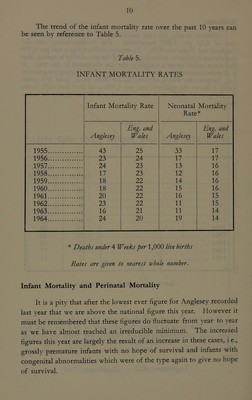 10
The trend of the infant mortality rate over the past 10 years can
be seen by reference to Table 5.
Table 5.
INFANT MORTALITY RATES
Infant Mortality Rate Neonatal Mortality Rate*
Anglesey Eng. and Wales Anglesey Eng. and Wales
1955.............. 43 25 33 17
1956.............. 23 24 17 17
1957.............. 24 23 13 16
1958.............. 17 23 12 16
1959.............. 18 22 14 16
1960.............. 18 22 15 16
1961.............. 20 22 16 15
1962.............. 23 22 11 15
1963.............. 16 21 11 14
1964.............. 24 20 19 14
* Deaths under 4 Weeks per 1,000 live births
Rates are given to nearest whole number.
Infant Mortality and Perinatal Mortality
It is a pity that after the lowest ever figure for Anglesey recorded
last year that we are above the national figure this year. However it
must be remembered that these figures do fluctuate from year to year
as we have almost reached an irreducible minimum. The increased
figures this year are largely the result of an increase in these cases, i e.,
grossly premature infants with no hope of survival and infants with
congenital abnormalities which were of the type again to give no hope
of survival.